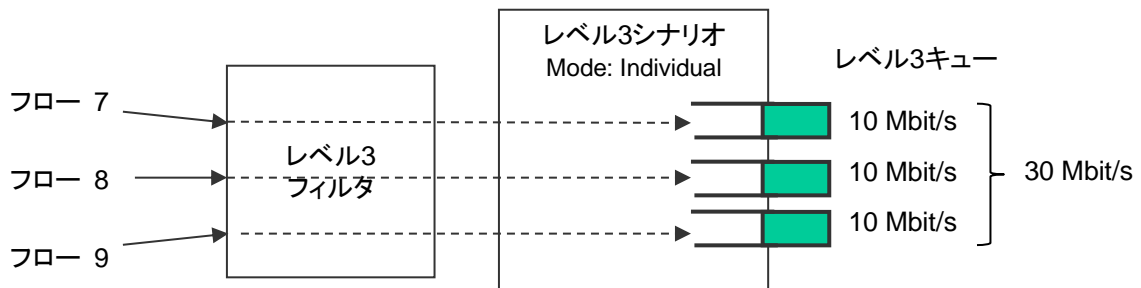 レベル3シナリオ
Mode: Individual
レベル3キュー
フロー 7
フロー 8
フロー 9
レベル3
フィルタ
10 Mbit/s
10 Mbit/s
10 Mbit/s
30 Mbit/s